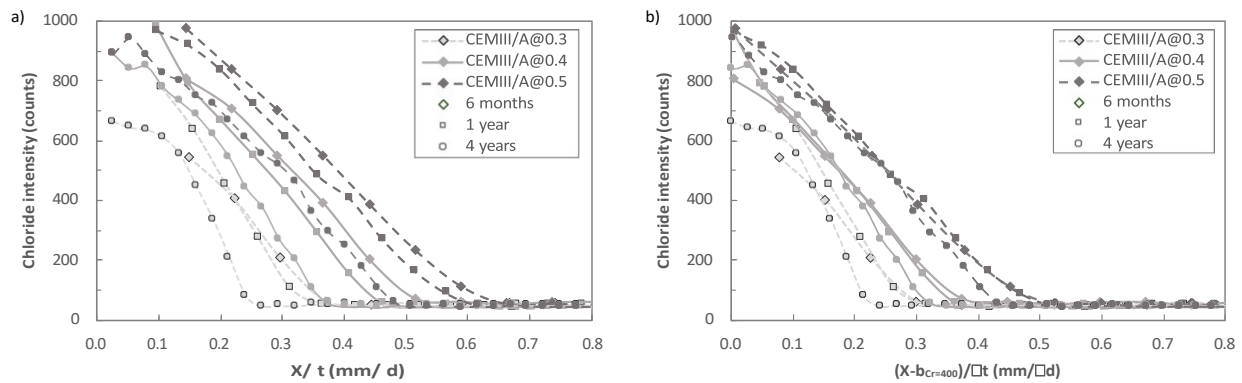 a)
1000
800
600
400
200
0
Chloride intensity (counts)
0.0 0.1 0.2 0.3 0.4 0.5 0.6 0.7 0.8
X/ t (mm/ d)
CEMIII/A@0.3
CEMIII/A@0.4
CEMIII/A@0.5
6 months
1 year
4 years
b)
1000
800
600
400
200
0
Chloride intensity (counts)
0.0 0.1 0.2 0.3 0.4 0.5 0.6 0.7 0.8
(X-bCr=400)/□t (mm/□d)
CEMIII/A@0.3
CEMIII/A@0.4
CEMIII/A@0.5
6 months
1 year
4 years